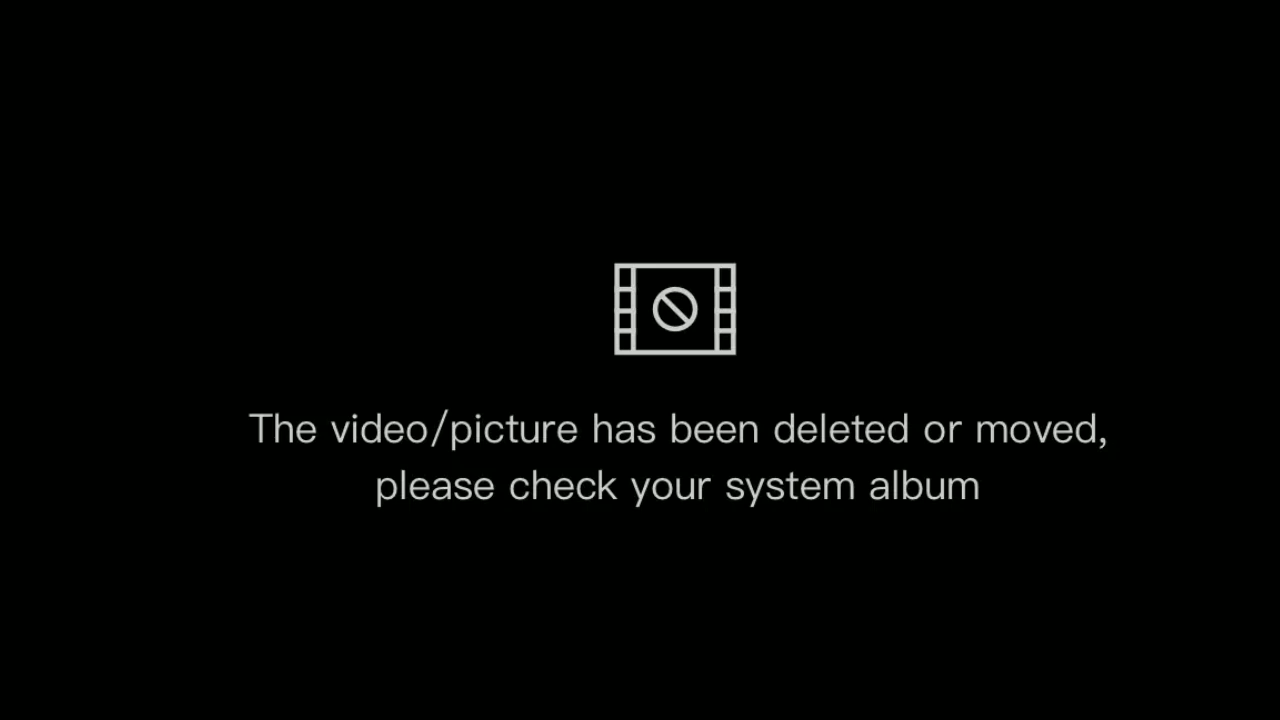 The video/picture has been deleted or moved,
please check your system album